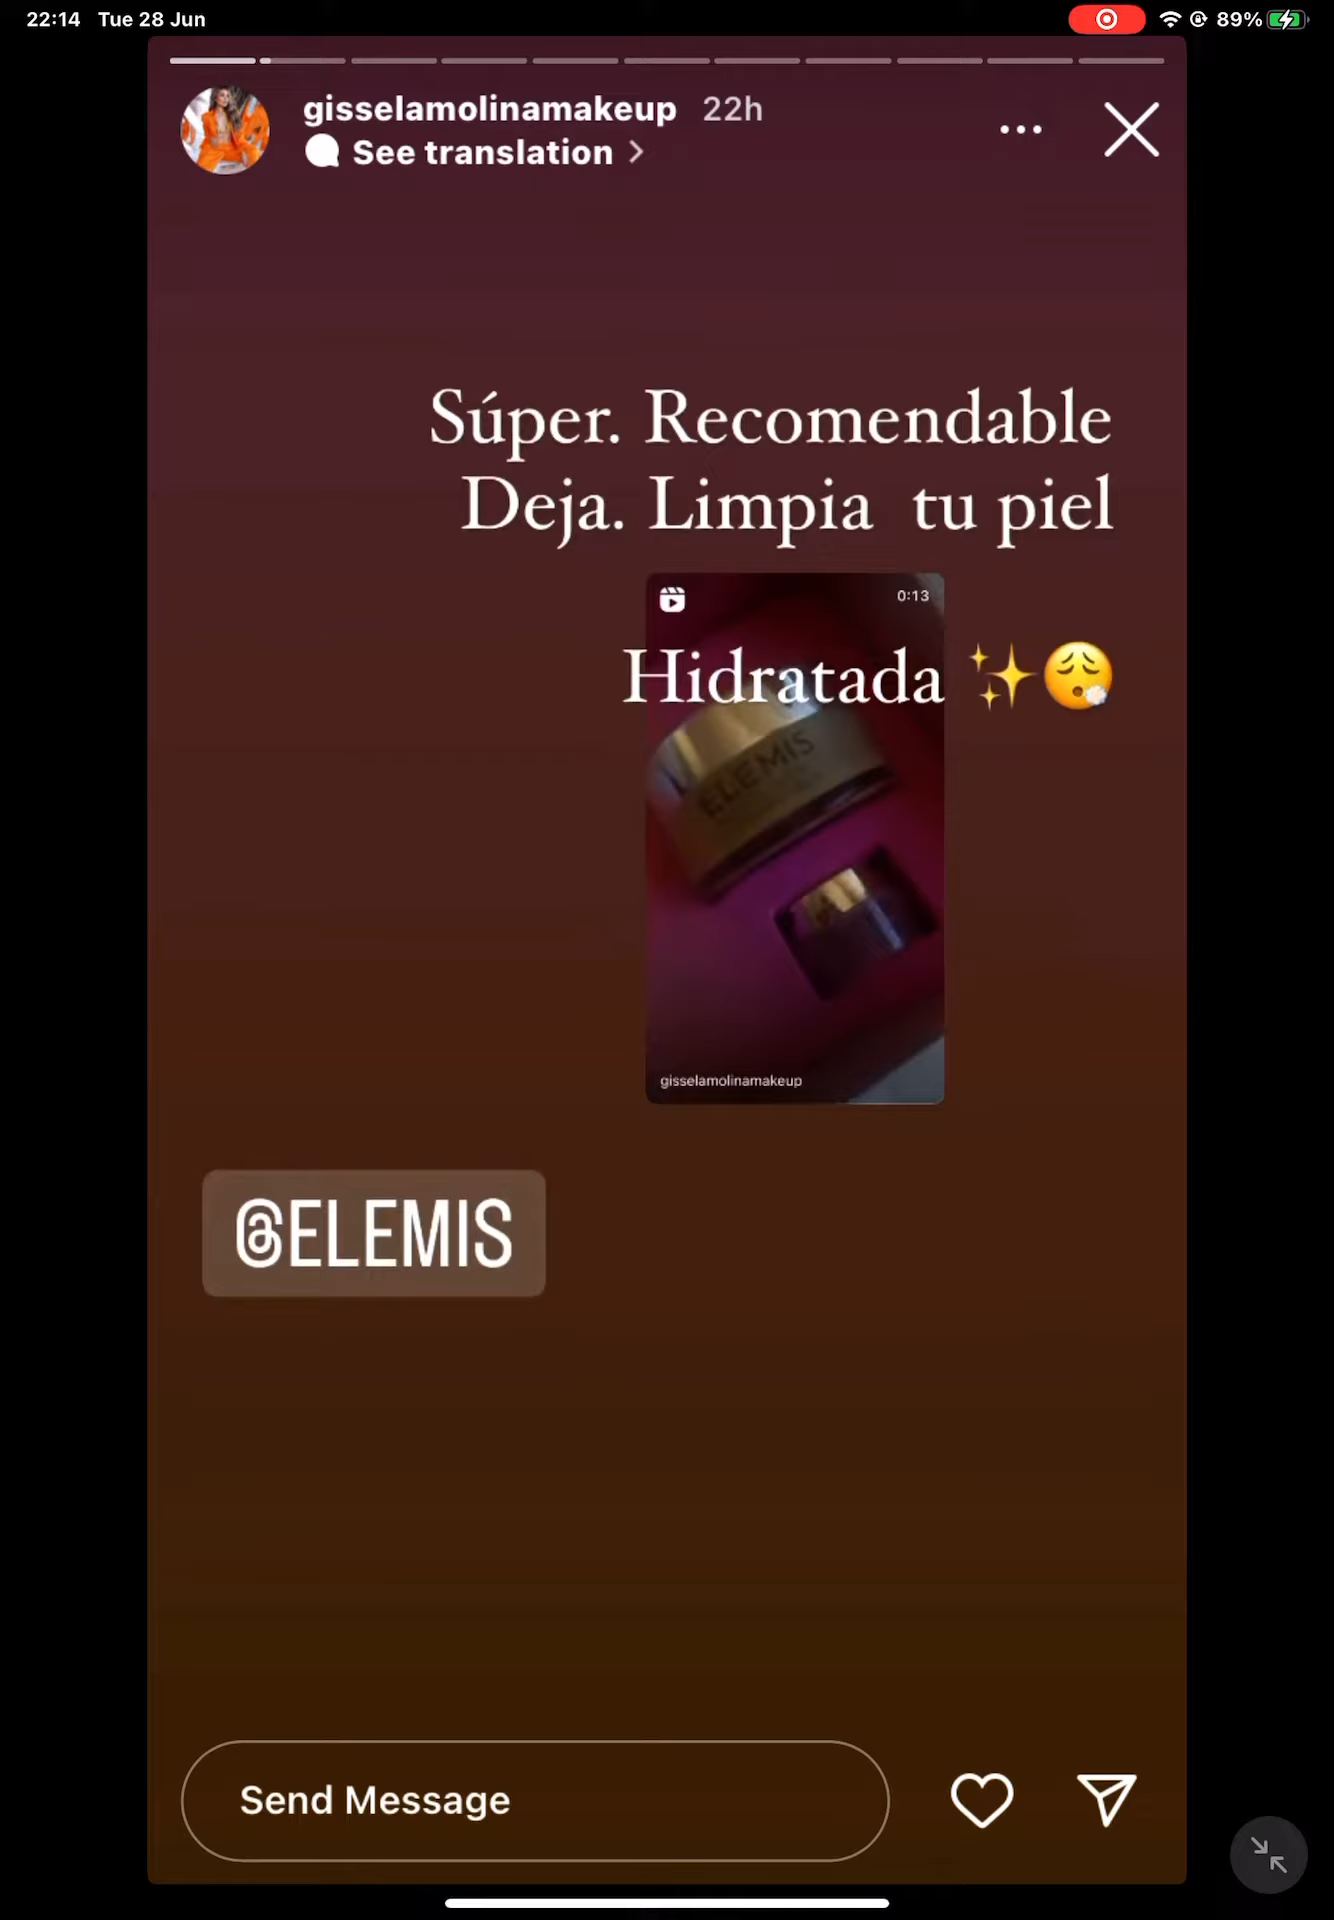 22:14 Tue 28 Jun
89%
gisselamolinamakeup 22h
See translation >
Súper. Recomendable
Deja. Limpia tu piel
0:13
Hidratada ✨😮‍💨
ELEMIS
gisselamolinamakeup
@ELEMIS
Send Message